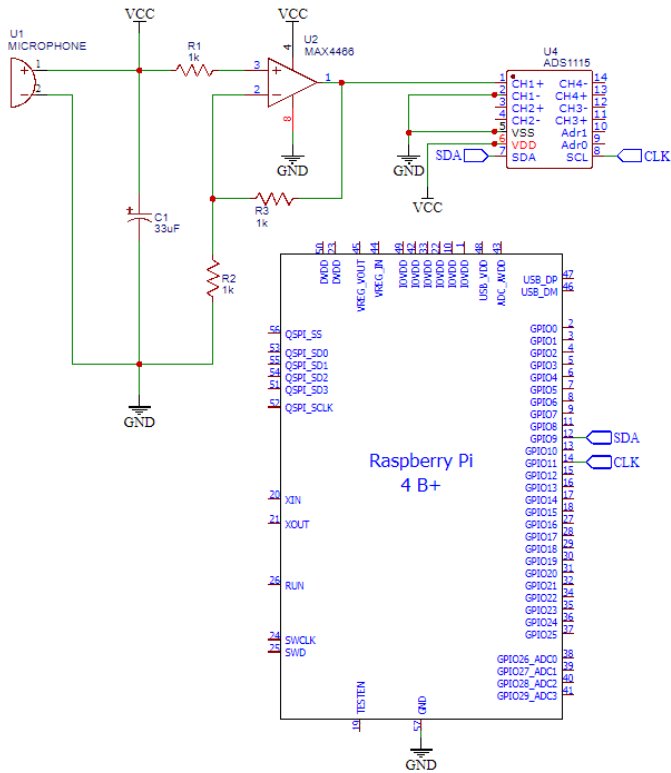 VCC
VCC
U1
MICROPHONE
1
2
R1
1k
U2
MAX4466
4
3
2
1
8
GND
R3
1k
C1
33uF
R2
1k
GND
U4
ADS1115
1 CH1+ CH4- 14
2 CH1- CH4+ 13
3 CH2+ CH3- 12
4 CH2- CH3+ 11
5 VSS Adr1 10
6 VDD Adr0 9
7 SDA SCL 8
SDA
CLK
GND
VCC
50 DVDD
23 DVDD
45 VREG_VOUT
44 VREG_IN
49 IOVDD
42 IOVDD
33 IOVDD
22 IOVDD
10 IOVDD
1 IOVDD
48 USB_VDD
43 ADC_AVDD
USB_DP 47
USB_DM 46
56 QSPI_SS
53 QSPI_SD0
55 QSPI_SD1
54 QSPI_SD2
51 QSPI_SD3
52 QSPI_SCLK
20 XIN
21 XOUT
26 RUN
24 SWCLK
25 SWD
Raspberry Pi
4 B+
GPIO0 2
GPIO1 3
GPIO2 4
GPIO3 5
GPIO4 6
GPIO5 7
GPIO6 8
GPIO7 9
GPIO8 11
GPIO9 12
GPIO10 13
GPIO11 14
GPIO12 15
GPIO13 16
GPIO14 17
GPIO15 18
GPIO16 27
GPIO17 28
GPIO18 29
GPIO19 30
GPIO20 31
GPIO21 32
GPIO22 34
GPIO23 35
GPIO24 36
GPIO25 37
GPIO26_ADC0 38
GPIO27_ADC1 39
GPIO28_ADC2 40
GPIO29_ADC3 41
SDA
CLK
19 TESTEN
57 GND
GND